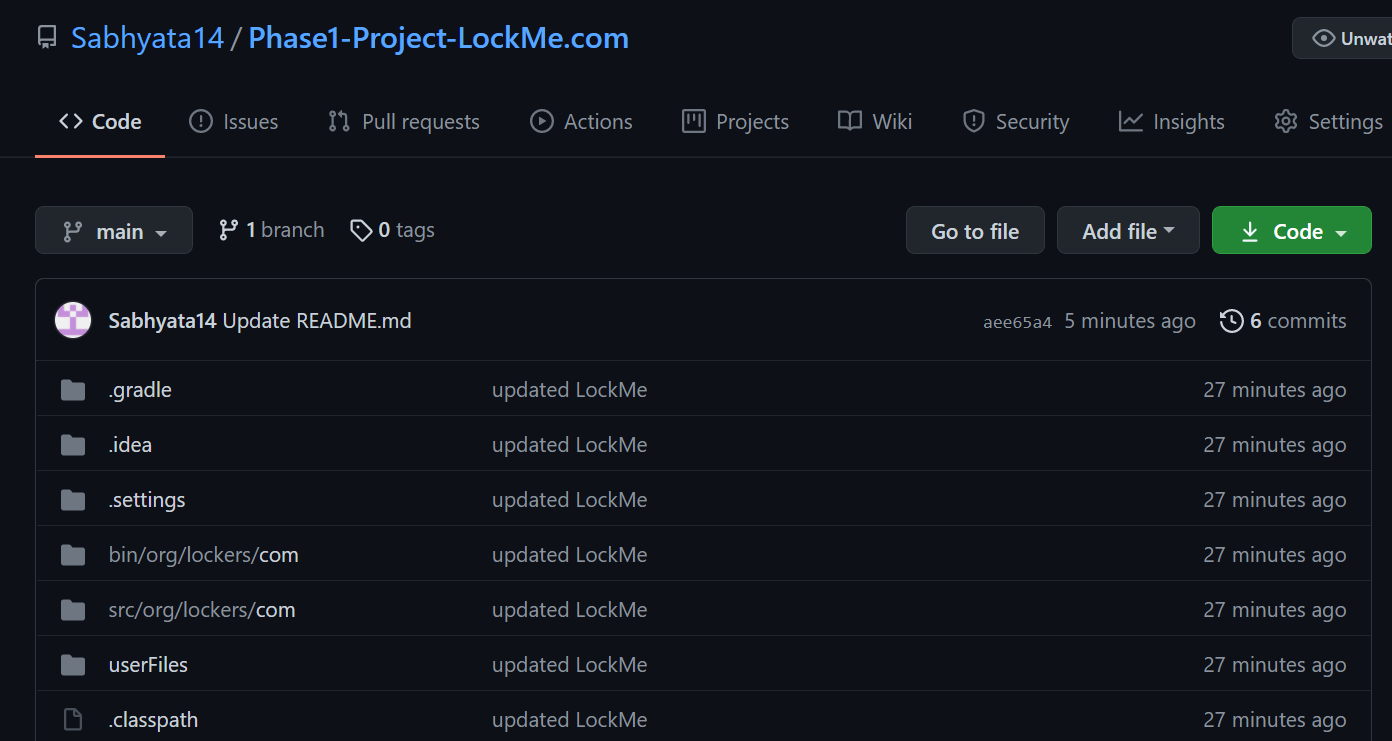 Sabhyata14 / Phase1-Project-LockMe.com
Unwat
Code Issues Pull requests Actions Projects Wiki Security Insights Settings
main 1 branch 0 tags Go to file Add file Code
Sabhyata14 Update README.md aee65a4 5 minutes ago 6 commits
.gradle updated LockMe 27 minutes ago
.idea updated LockMe 27 minutes ago
.settings updated LockMe 27 minutes ago
bin/org/lockers/com updated LockMe 27 minutes ago
src/org/lockers/com updated LockMe 27 minutes ago
userFiles updated LockMe 27 minutes ago
.classpath updated LockMe 27 minutes ago